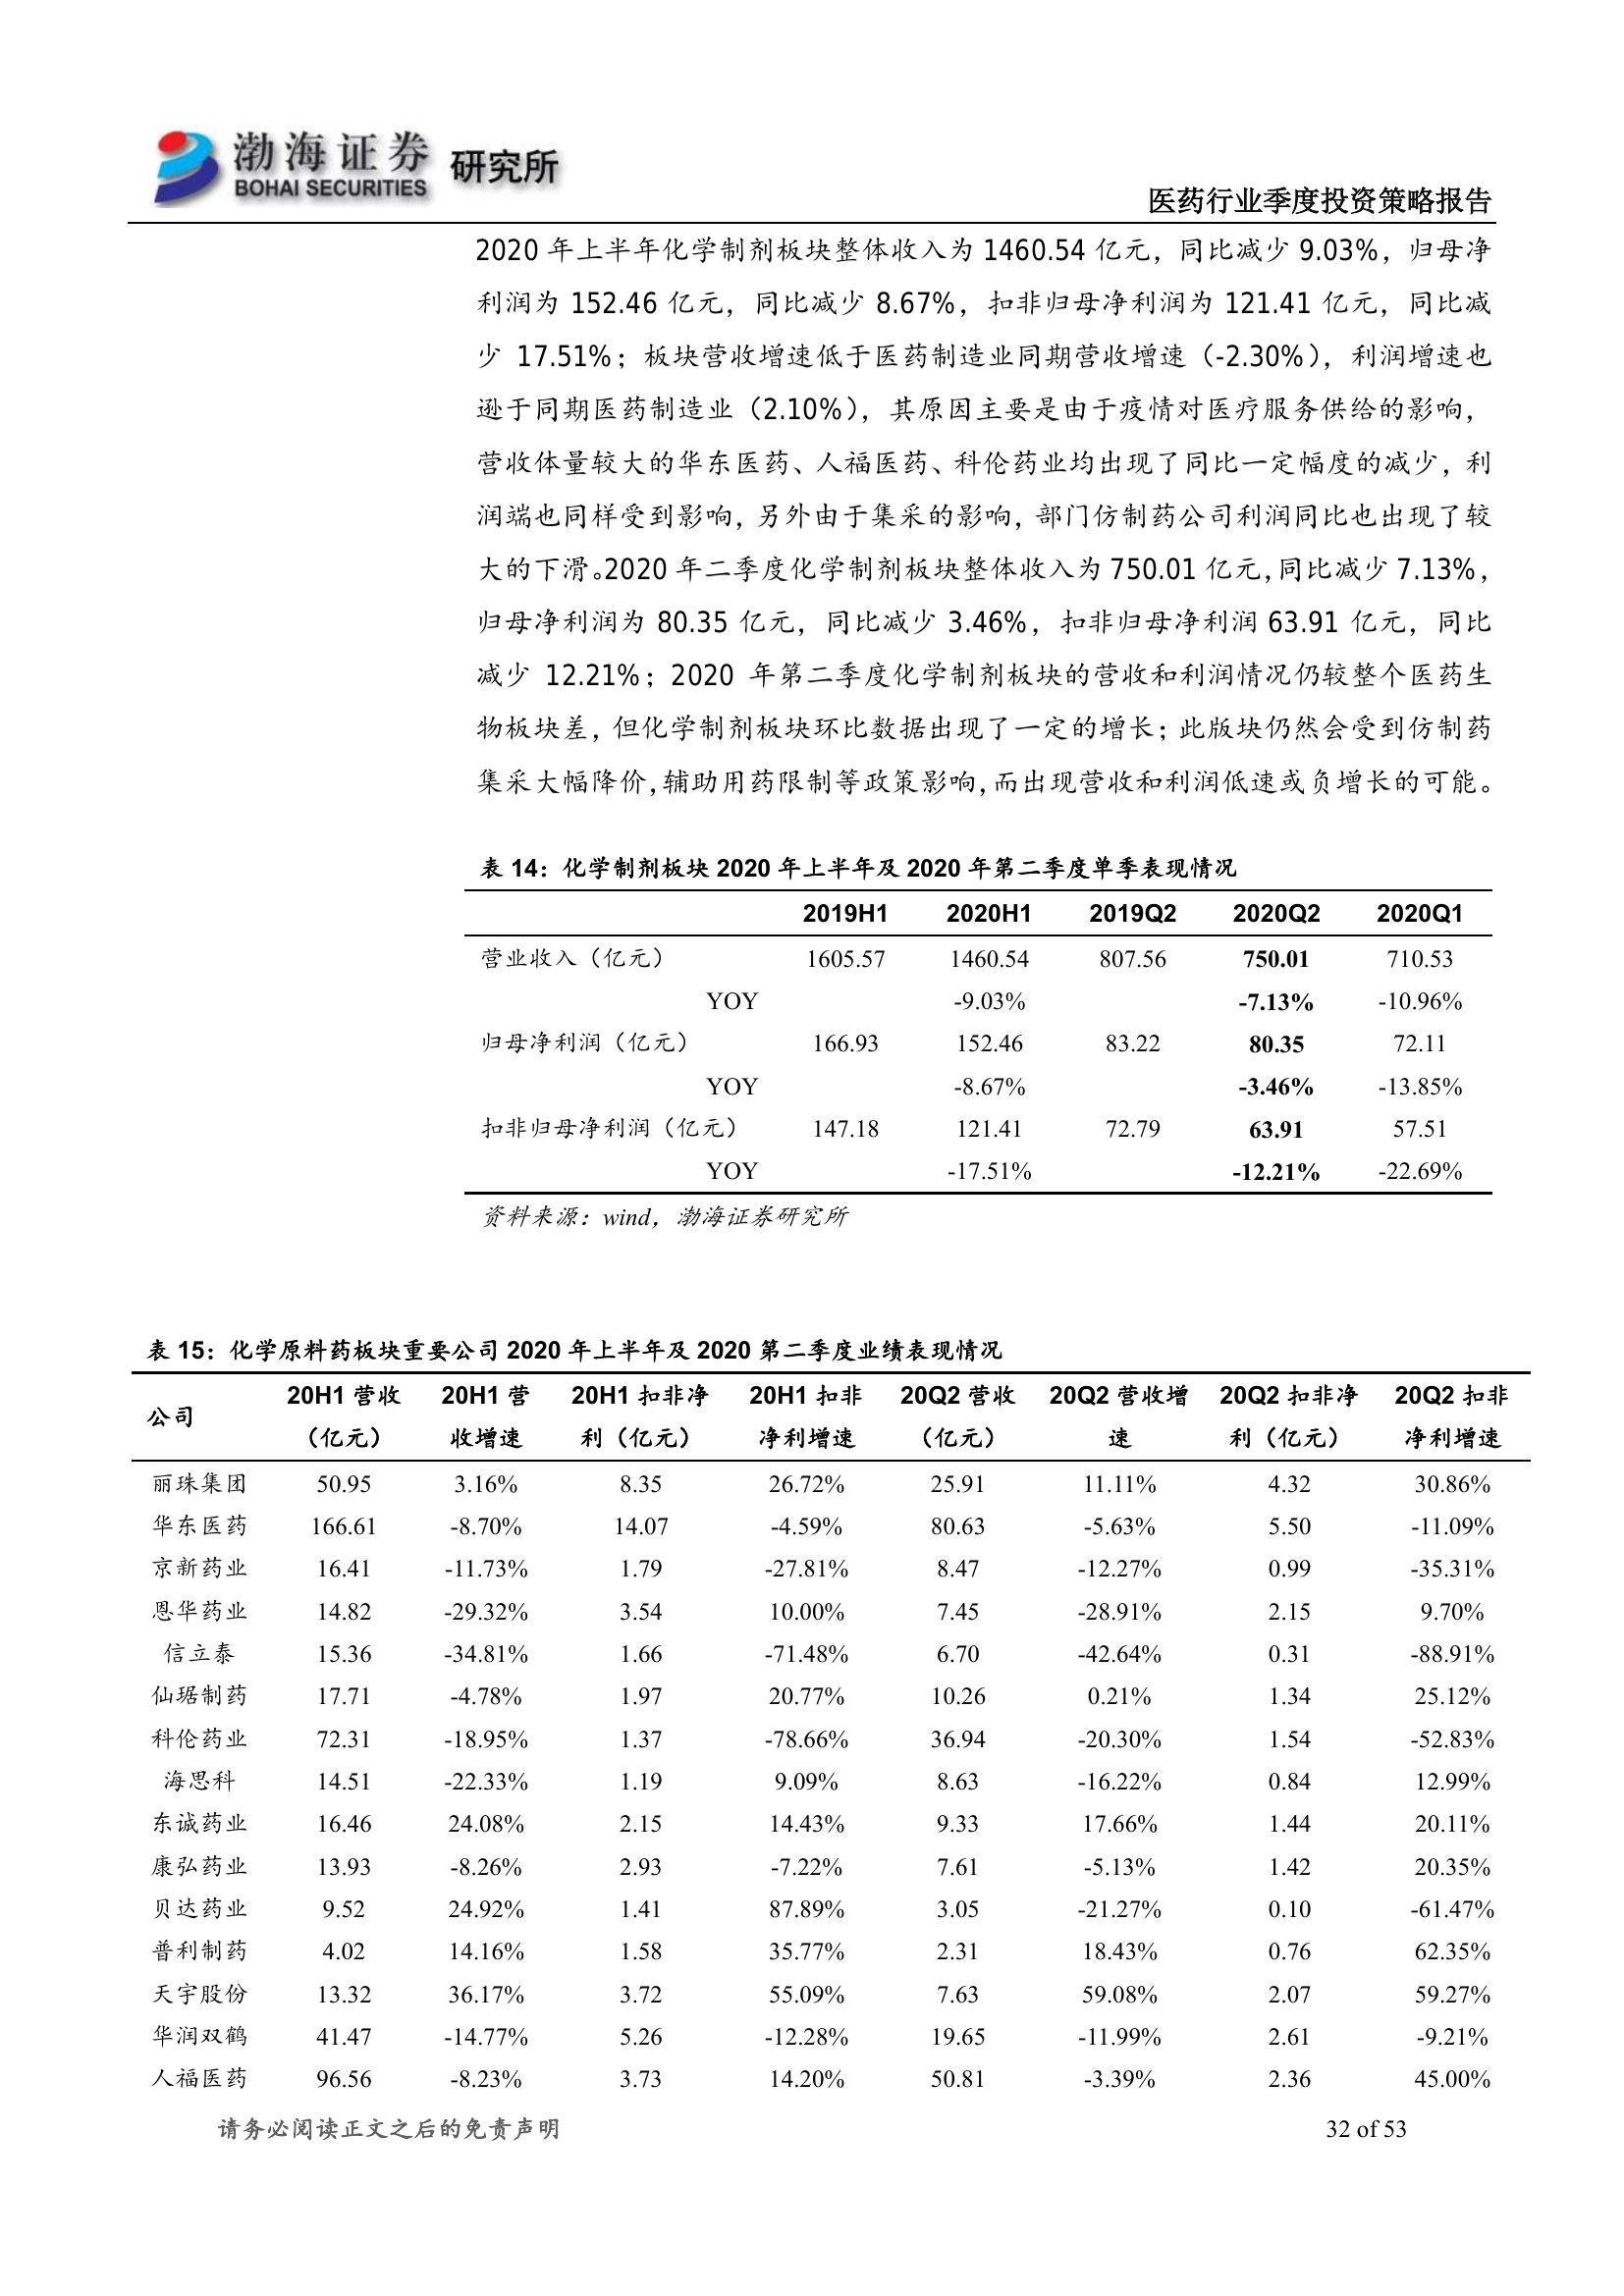 渤海证券 研究所
BOHAI SECURITIES
医药行业季度投资策略报告
2020 年上半年化学制剂板块整体收入为 1460.54 亿元，同比减少 9.03%，归母净
利润为 152.46 亿元，同比减少 8.67%，扣非归母净利润为 121.41 亿元，同比减
少 17.51%；板块营收增速低于医药制造业同期营收增速（-2.30%），利润增速也
逊于同期医药制造业（2.10%），其原因主要是由于疫情对医疗服务供给的影响，
营收体量较大的华东医药、人福医药、科伦药业均出现了同比一定幅度的减少，利
润端也同样受到影响，另外由于集采的影响，部门仿制药公司利润同比也出现了较
大的下滑。2020 年二季度化学制剂板块整体收入为 750.01 亿元，同比减少 7.13%，
归母净利润为 80.35 亿元，同比减少 3.46%，扣非归母净利润 63.91 亿元，同比
减少 12.21%；2020 年第二季度化学制剂板块的营收和利润情况仍较整个医药生
物板块差，但化学制剂板块环比数据出现了一定的增长；此版块仍然会受到仿制药
集采大幅降价，辅助用药限制等政策影响，而出现营收和利润低速或负增长的可能。
表 14：化学制剂板块 2020 年上半年及 2020 年第二季度单季表现情况
2019H1 2020H1 2019Q2 2020Q2 2020Q1
营业收入（亿元） 1605.57 1460.54 807.56 750.01 710.53
YOY -9.03% -7.13% -10.96%
归母净利润（亿元） 166.93 152.46 83.22 80.35 72.11
YOY -8.67% -3.46% -13.85%
扣非归母净利润（亿元） 147.18 121.41 72.79 63.91 57.51
YOY -17.51% -12.21% -22.69%
资料来源：wind，渤海证券研究所
表 15：化学原料药板块重要公司 2020 年上半年及 2020 第二季度业绩表现情况
公司 20H1 营收 20H1 营 20H1 扣非净 20H1 扣非 20Q2 营收 20Q2 营收增 20Q2 扣非净 20Q2 扣非
（亿元） 收增速 利（亿元） 净利增速 （亿元） 速 利（亿元） 净利增速
丽珠集团 50.95 3.16% 8.35 26.72% 25.91 11.11% 4.32 30.86%
华东医药 166.61 -8.70% 14.07 -4.59% 80.63 -5.63% 5.50 -11.09%
京新药业 16.41 -11.73% 1.79 -27.81% 8.47 -12.27% 0.99 -35.31%
恩华药业 14.82 -29.32% 3.54 10.00% 7.45 -28.91% 2.15 9.70%
信立泰 15.36 -34.81% 1.66 -71.48% 6.70 -42.64% 0.31 -88.91%
仙琚制药 17.71 -4.78% 1.97 20.77% 10.26 0.21% 1.34 25.12%
科伦药业 72.31 -18.95% 1.37 -78.66% 36.94 -20.30% 1.54 -52.83%
海思科 14.51 -22.33% 1.19 9.09% 8.63 -16.22% 0.84 12.99%
东诚药业 16.46 24.08% 2.15 14.43% 9.33 17.66% 1.44 20.11%
康弘药业 13.93 -8.26% 2.93 -7.22% 7.61 -5.13% 1.42 20.35%
贝达药业 9.52 24.92% 1.41 87.89% 3.05 -21.27% 0.10 -61.47%
普利制药 4.02 14.16% 1.58 35.77% 2.31 18.43% 0.76 62.35%
天宇股份 13.32 36.17% 3.72 55.09% 7.63 59.08% 2.07 59.27%
华润双鹤 41.47 -14.77% 5.26 -12.28% 19.65 -11.99% 2.61 -9.21%
人福医药 96.56 -8.23% 3.73 14.20% 50.81 -3.39% 2.36 45.00%
请务必阅读正文之后的免责声明 32 of 53